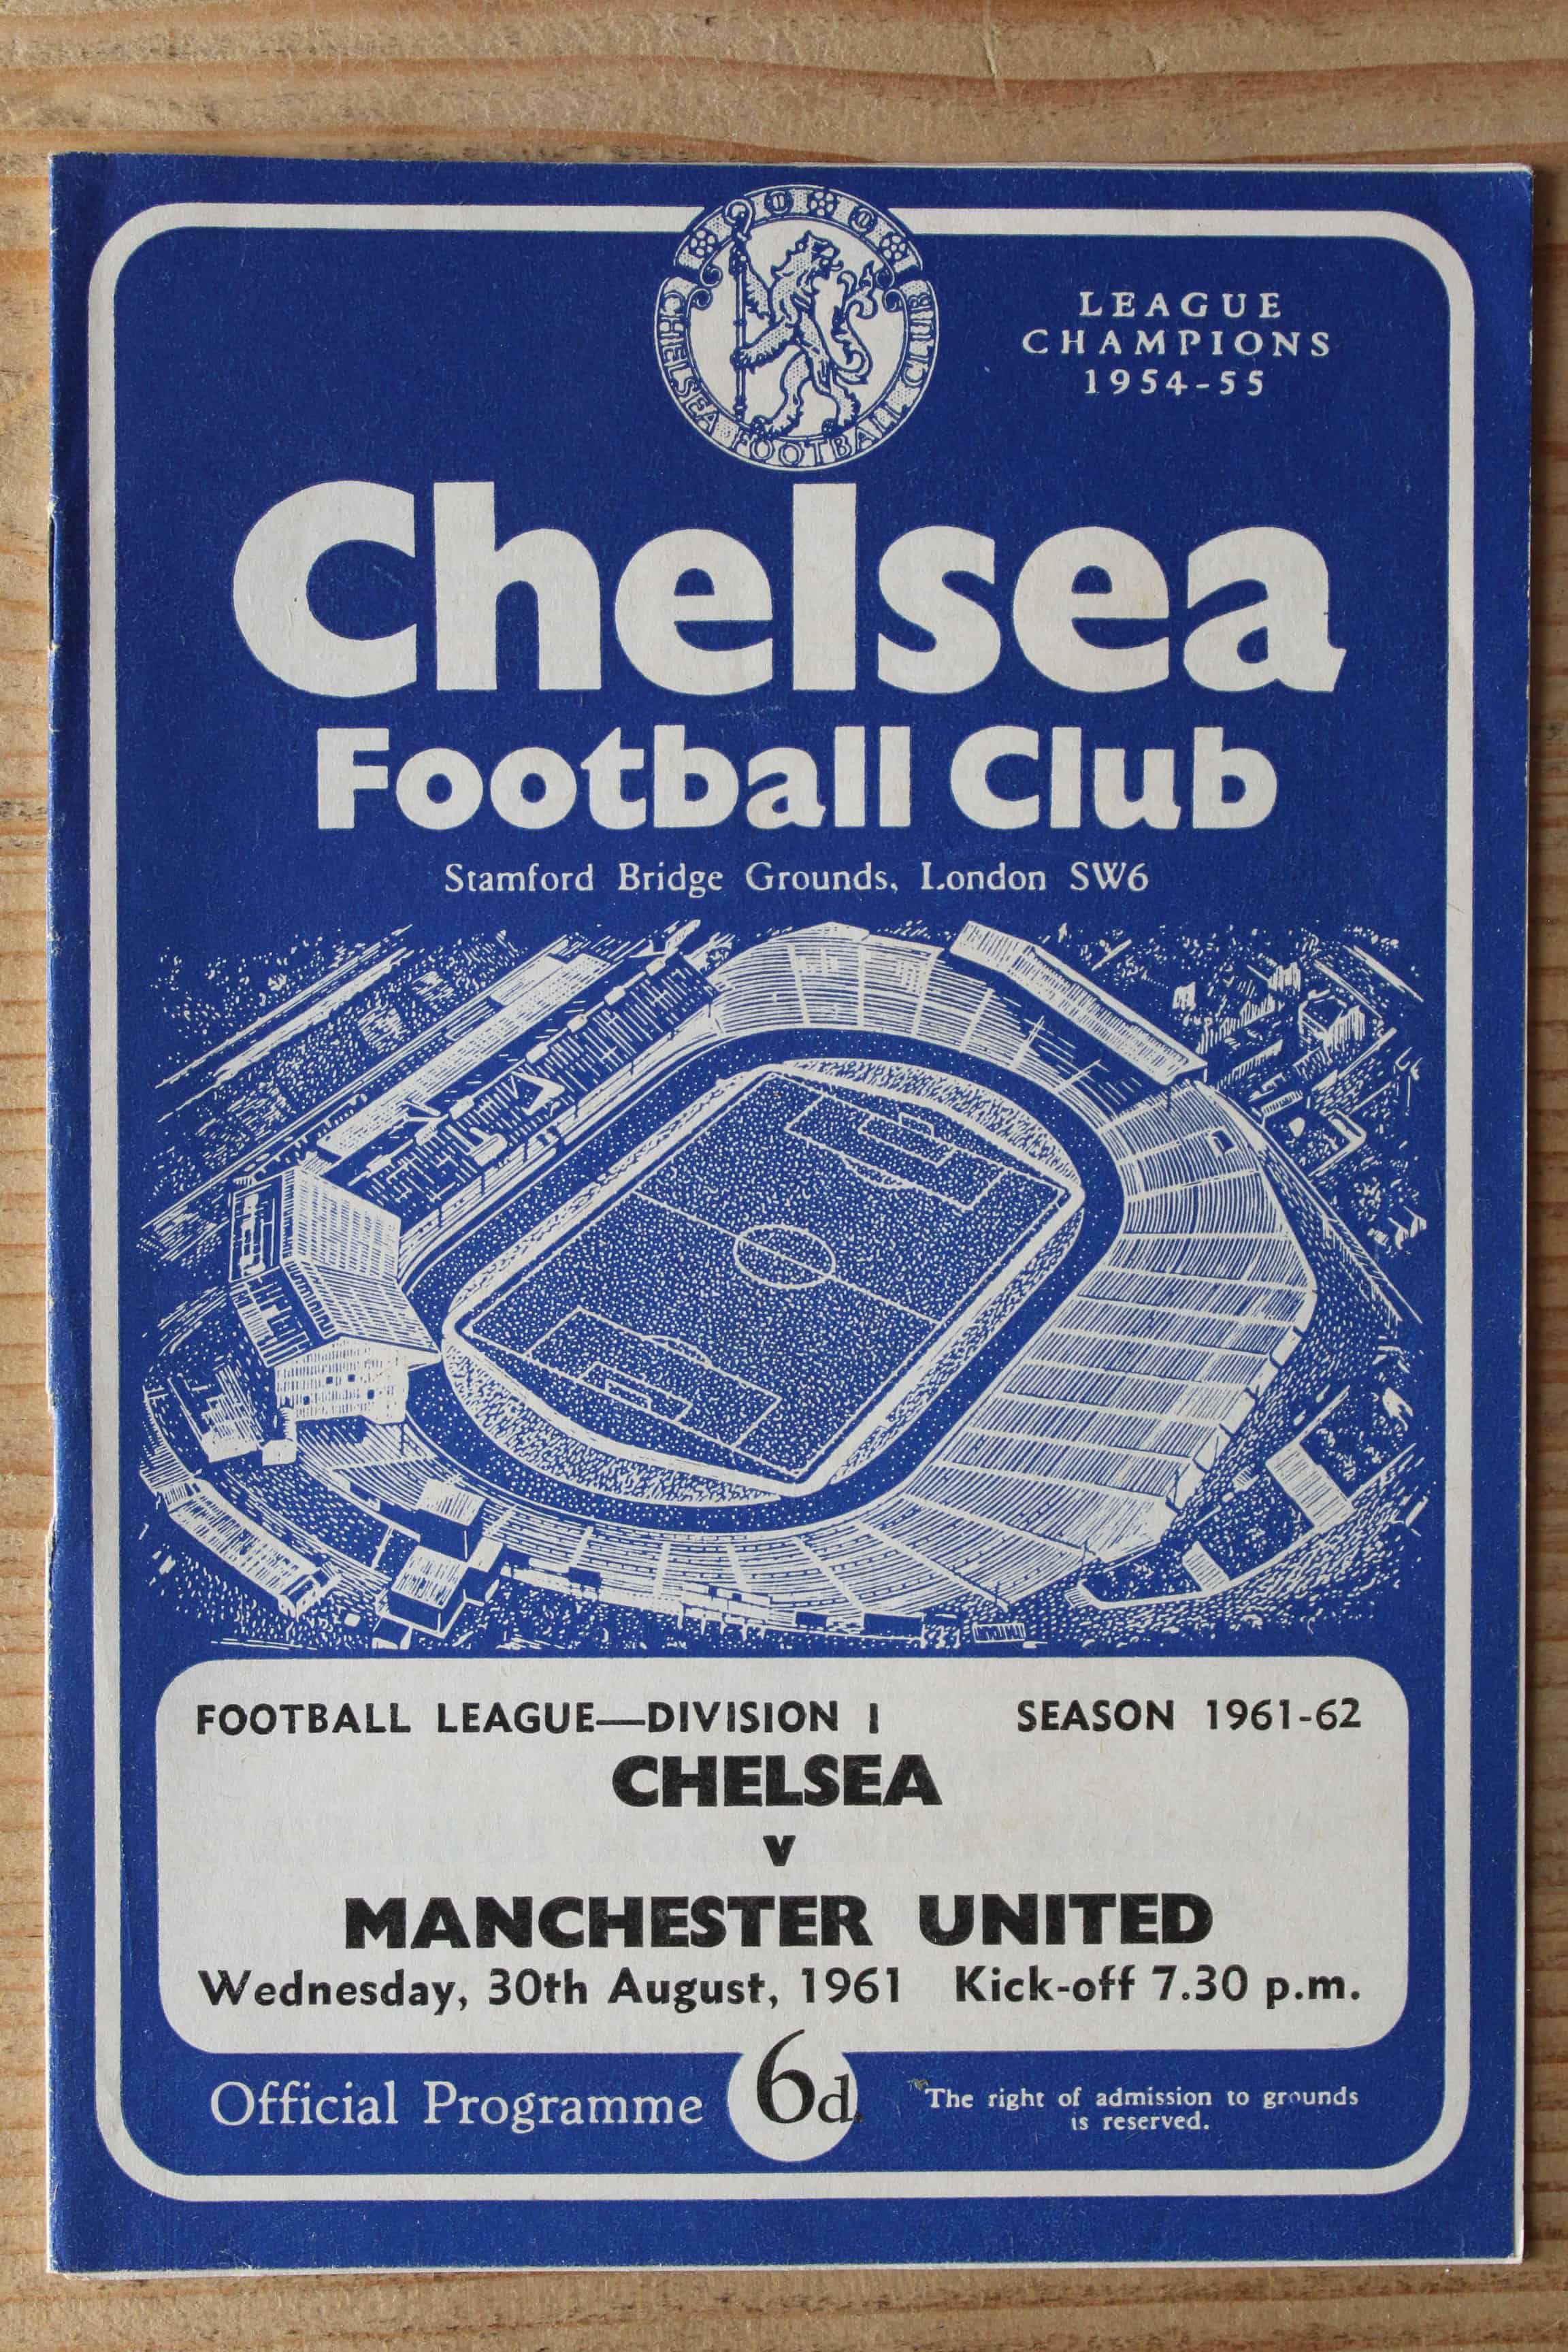 CHELSEA FOOTBALL CLUB
LEAGUE
CHAMPIONS
1954-55
Chelsea
Football Club
Stamford Bridge Grounds, London SW6
FOOTBALL LEAGUE—DIVISION I SEASON 1961-62
CHELSEA
v
MANCHESTER UNITED
Wednesday, 30th August, 1961 Kick-off 7.30 p.m.
Official Programme 6d. The right of admission to grounds
is reserved.